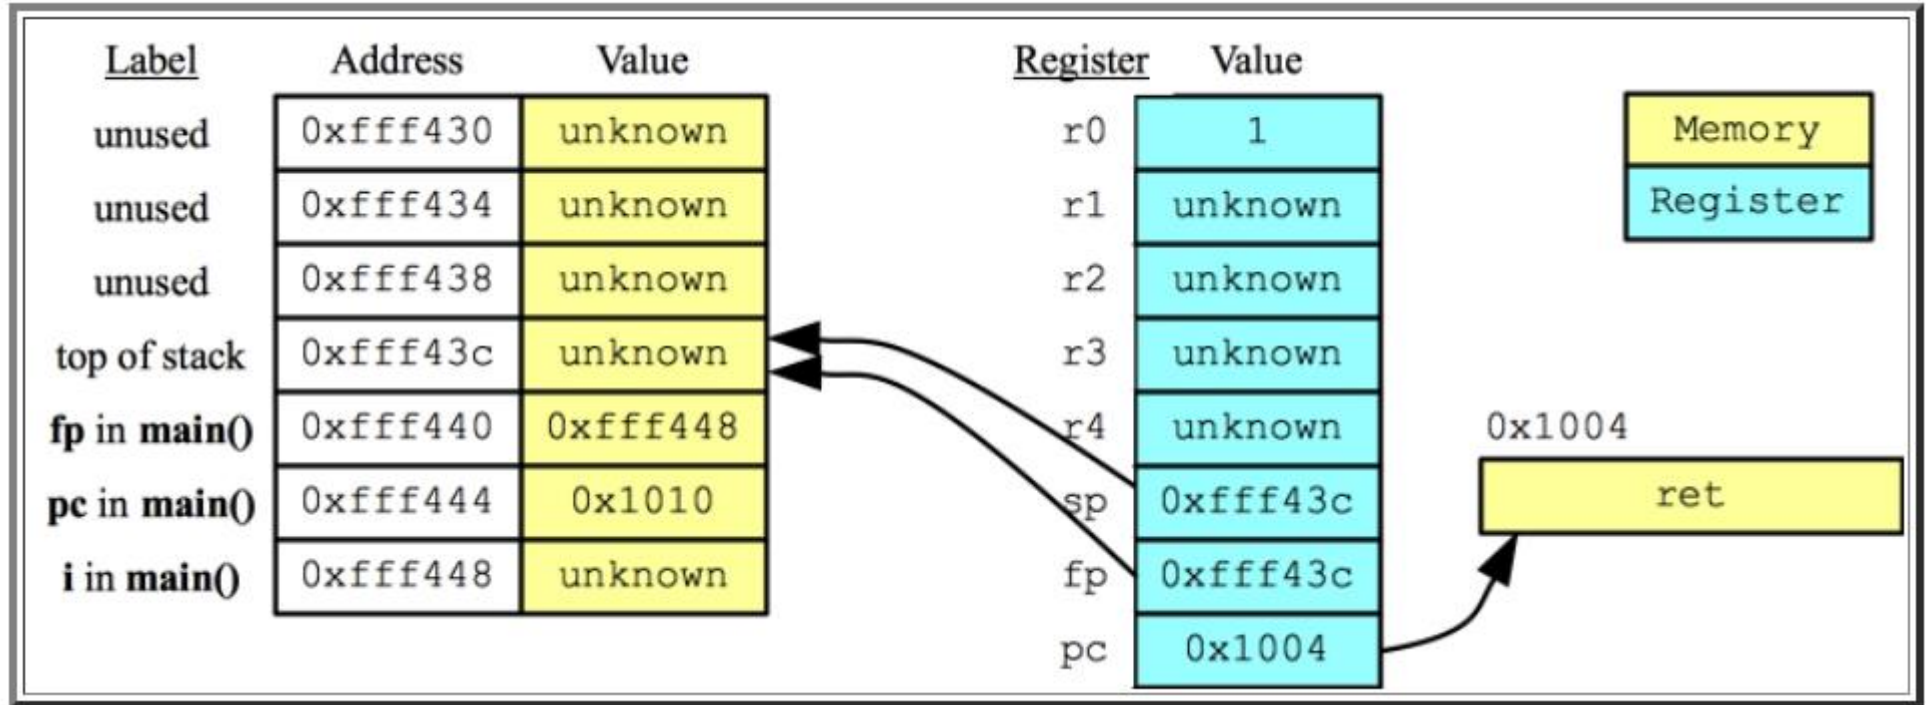 Label Address Value Register Value
unused 0xfff430 unknown r0 1 Memory
unused 0xfff434 unknown r1 unknown Register
unused 0xfff438 unknown r2 unknown
top of stack 0xfff43c unknown r3 unknown
fp in main() 0xfff440 0xfff448 r4 unknown 0x1004
pc in main() 0xfff444 0x1010 sp 0xfff43c ret
i in main() 0xfff448 unknown fp 0xfff43c
pc 0x1004